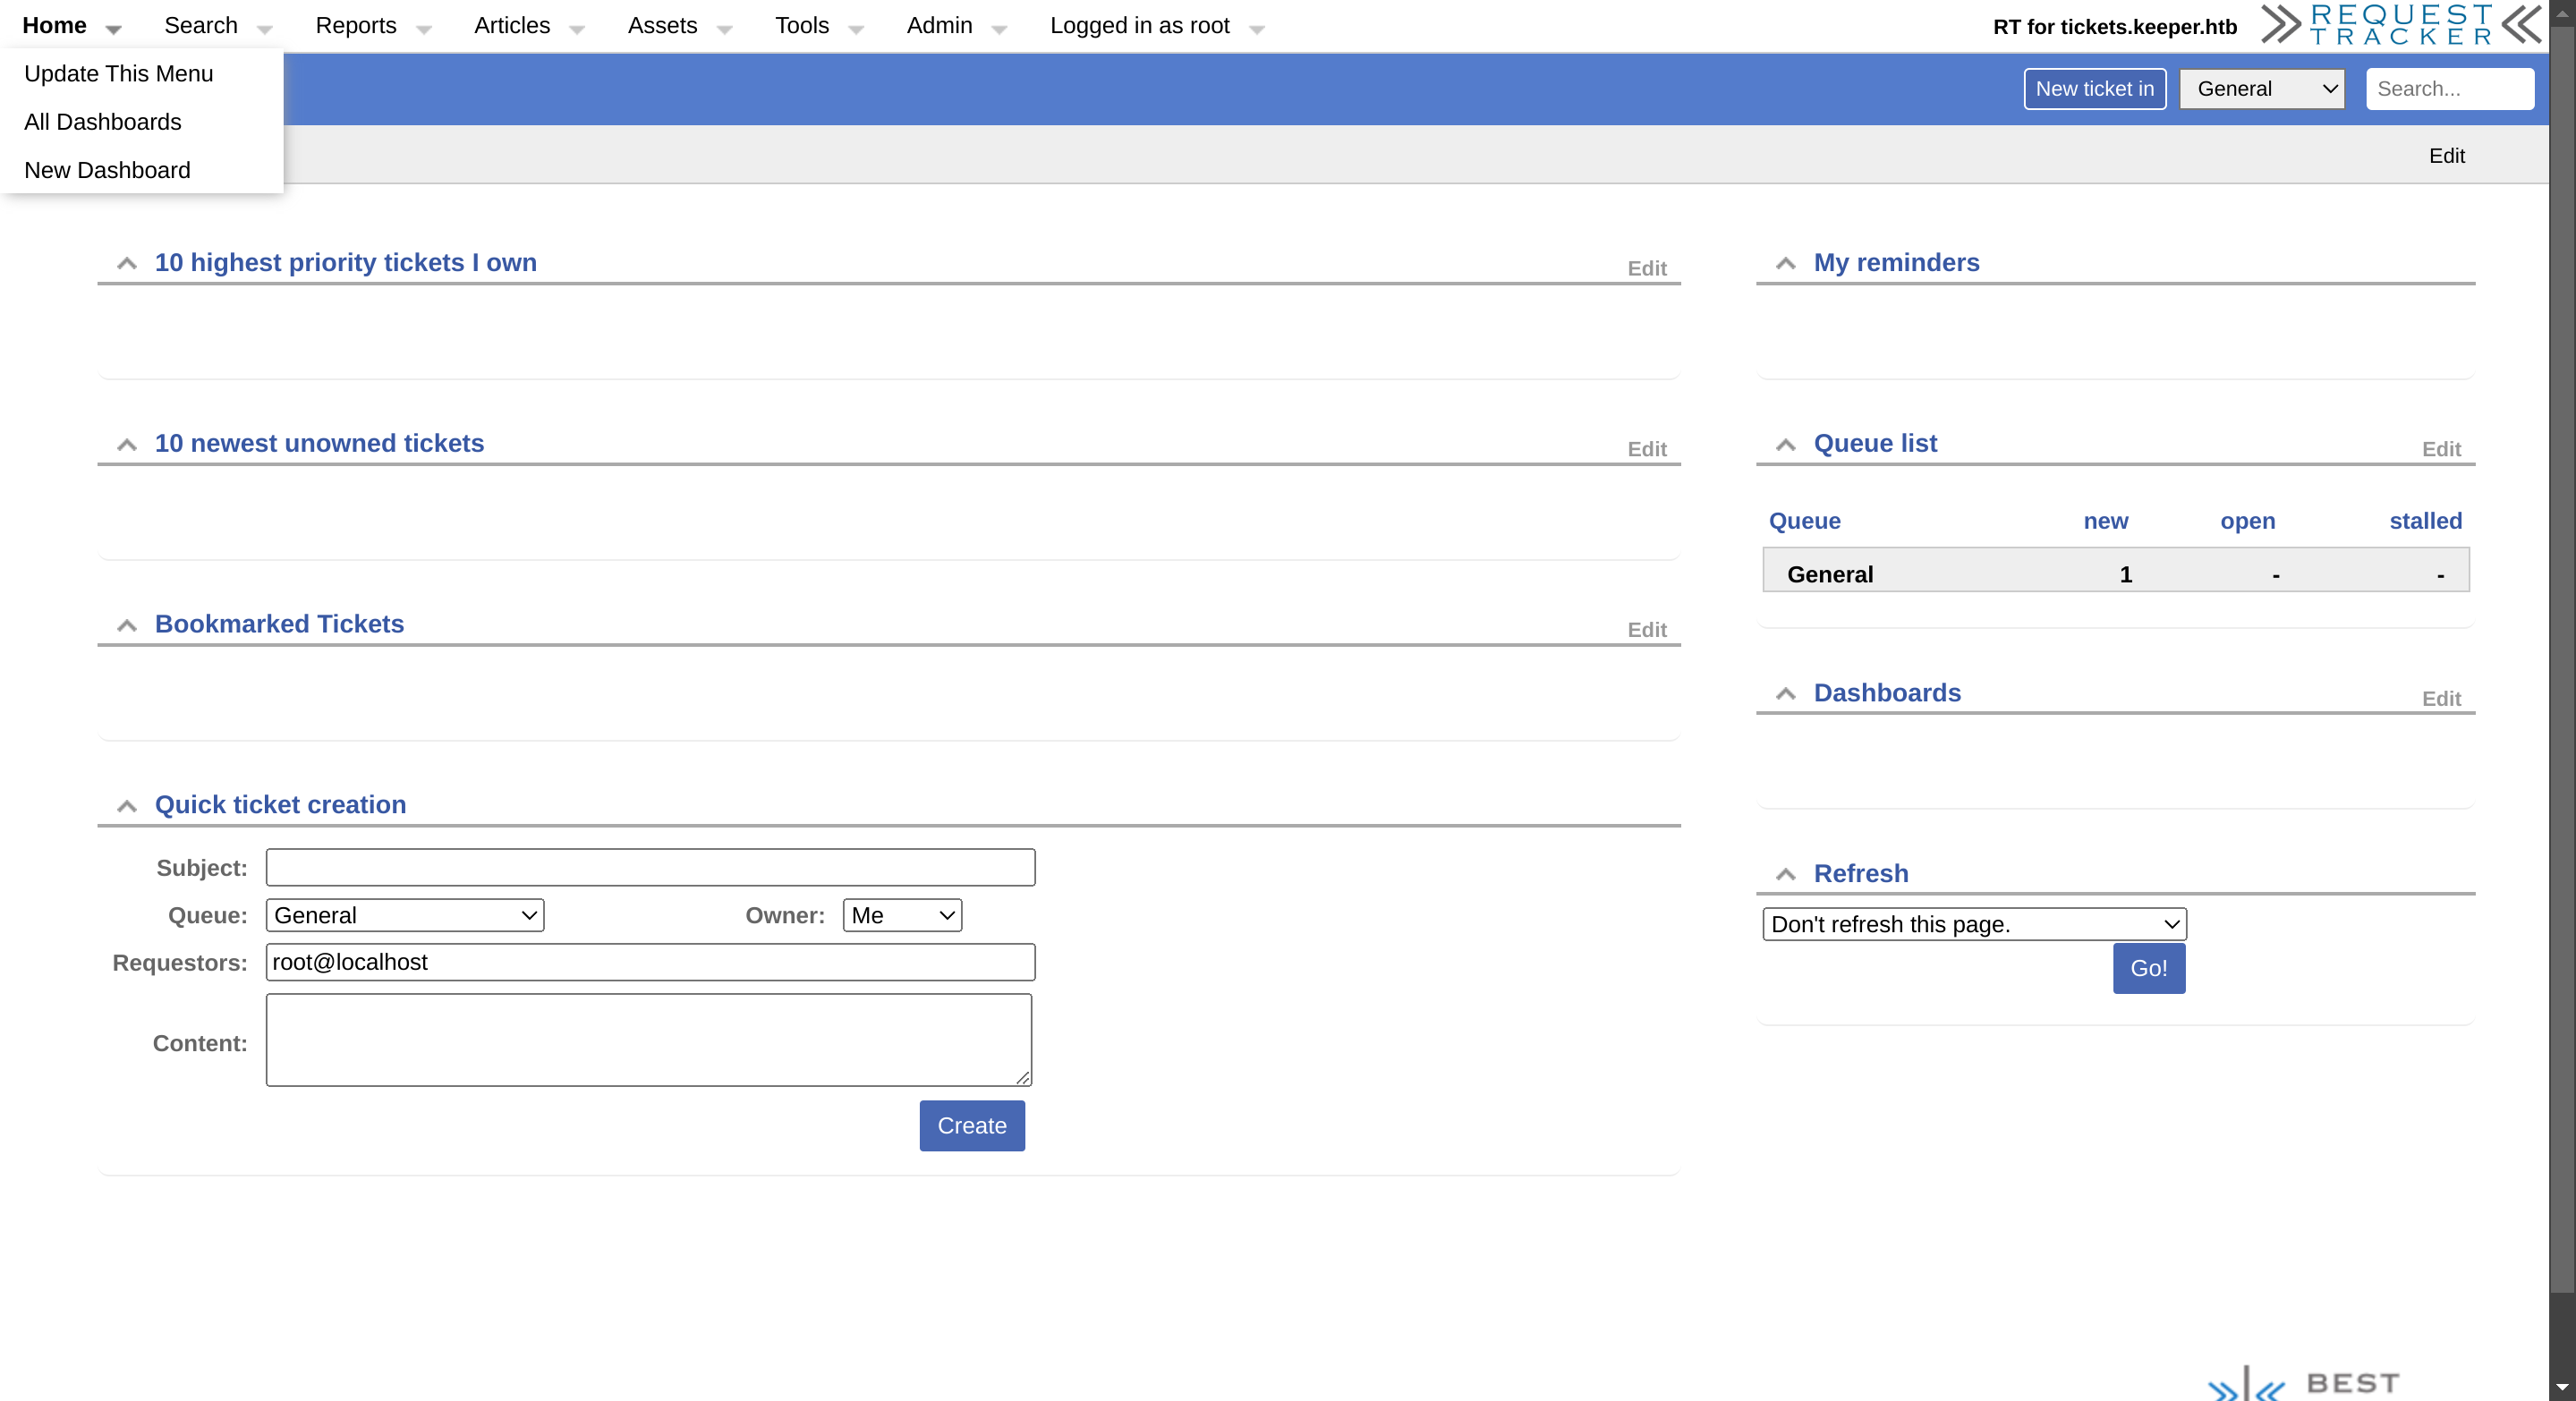 Home Search Reports Articles Assets Tools Admin Logged in as root RT for tickets.keeper.htb REQUEST TRACKER
Update This Menu
All Dashboards
New Dashboard
New ticket in General Search...
Edit
10 highest priority tickets I own Edit
10 newest unowned tickets Edit
Bookmarked Tickets Edit
Quick ticket creation
Subject:
Queue: General Owner: Me
Requestors: root@localhost
Content:
Create
My reminders
Queue list Edit
Queue new open stalled
General 1 - -
Dashboards Edit
Refresh
Don't refresh this page.
Go!
BEST